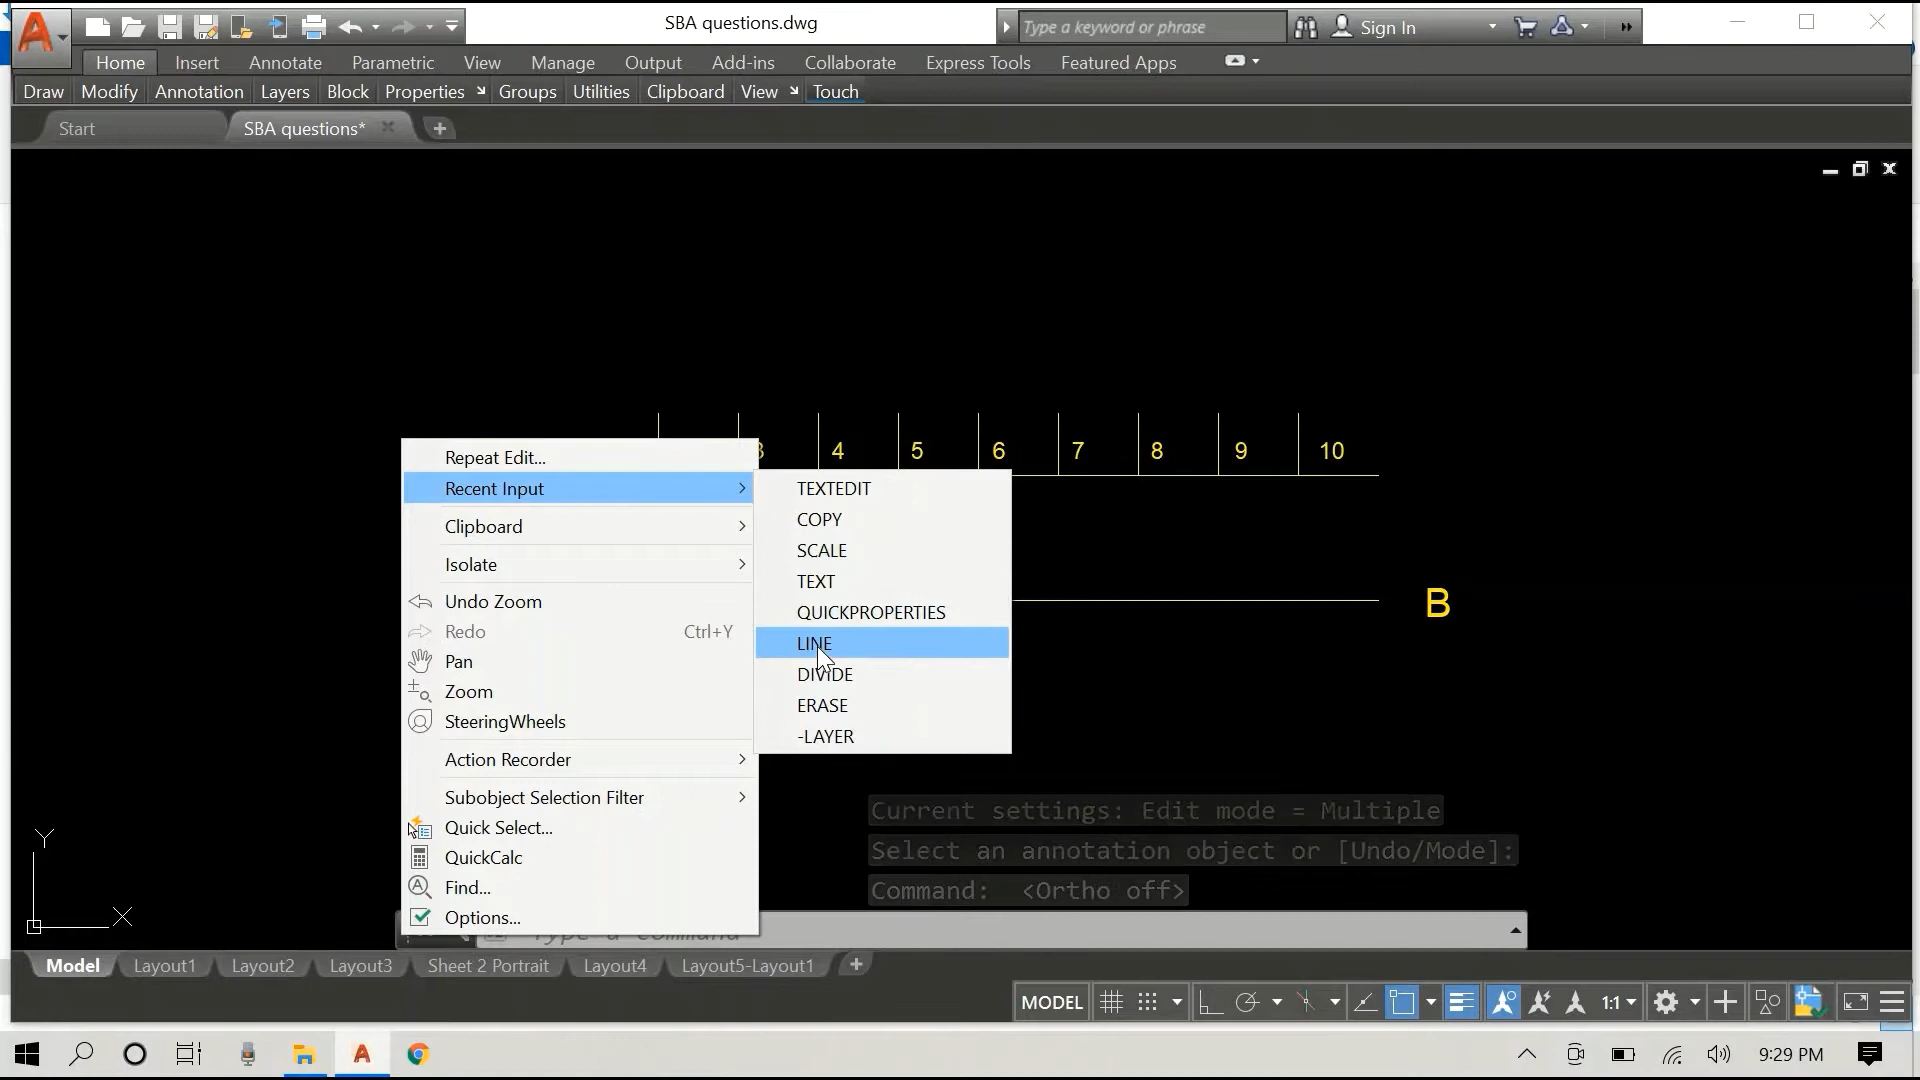 SBA questions.dwg
Type a keyword or phrase
Sign In
Home Insert Annotate Parametric View Manage Output Add-ins Collaborate Express Tools Featured Apps
Draw Modify Annotation Layers Block Properties Groups Utilities Clipboard View Touch
Start SBA questions*
4 5 6 7 8 9 10
Repeat Edit...
Recent Input
Clipboard
Isolate
Undo Zoom
Redo Ctrl+Y
Pan
Zoom
SteeringWheels
Action Recorder
Subobject Selection Filter
Quick Select...
QuickCalc
Find...
Options...
TEXTEDIT
COPY
SCALE
TEXT
QUICKPROPERTIES
LINE
DIVIDE
ERASE
-LAYER
B
Current settings: Edit mode = Multiple
Select an annotation object or [Undo/Mode]:
Command: <Ortho off>
Type a command
Y
X
Model Layout1 Layout2 Layout3 Sheet 2 Portrait Layout4 Layout5-Layout1
MODEL 1:1
9:29 PM